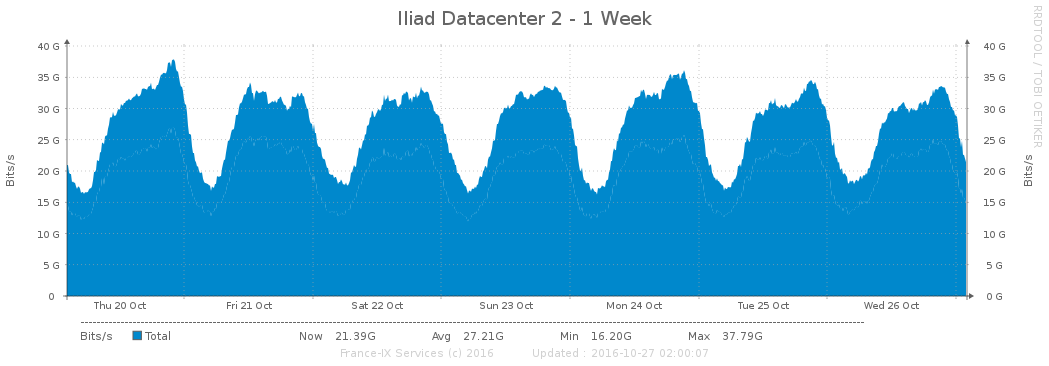 Iliad Datacenter 2 - 1 Week
RRDTOOL / TOBI OETIKER
Bits/s
40 G
35 G
30 G
25 G
20 G
15 G
10 G
5 G
0
40 G
35 G
30 G
25 G
20 G
15 G
10 G
5 G
0 G
Bits/s
Thu 20 Oct Fri 21 Oct Sat 22 Oct Sun 23 Oct Mon 24 Oct Tue 25 Oct Wed 26 Oct
Bits/s Total Now 21.39G Avg 27.21G Min 16.20G Max 37.79G
France-IX Services (c) 2016 Updated : 2016-10-27 02:00:07